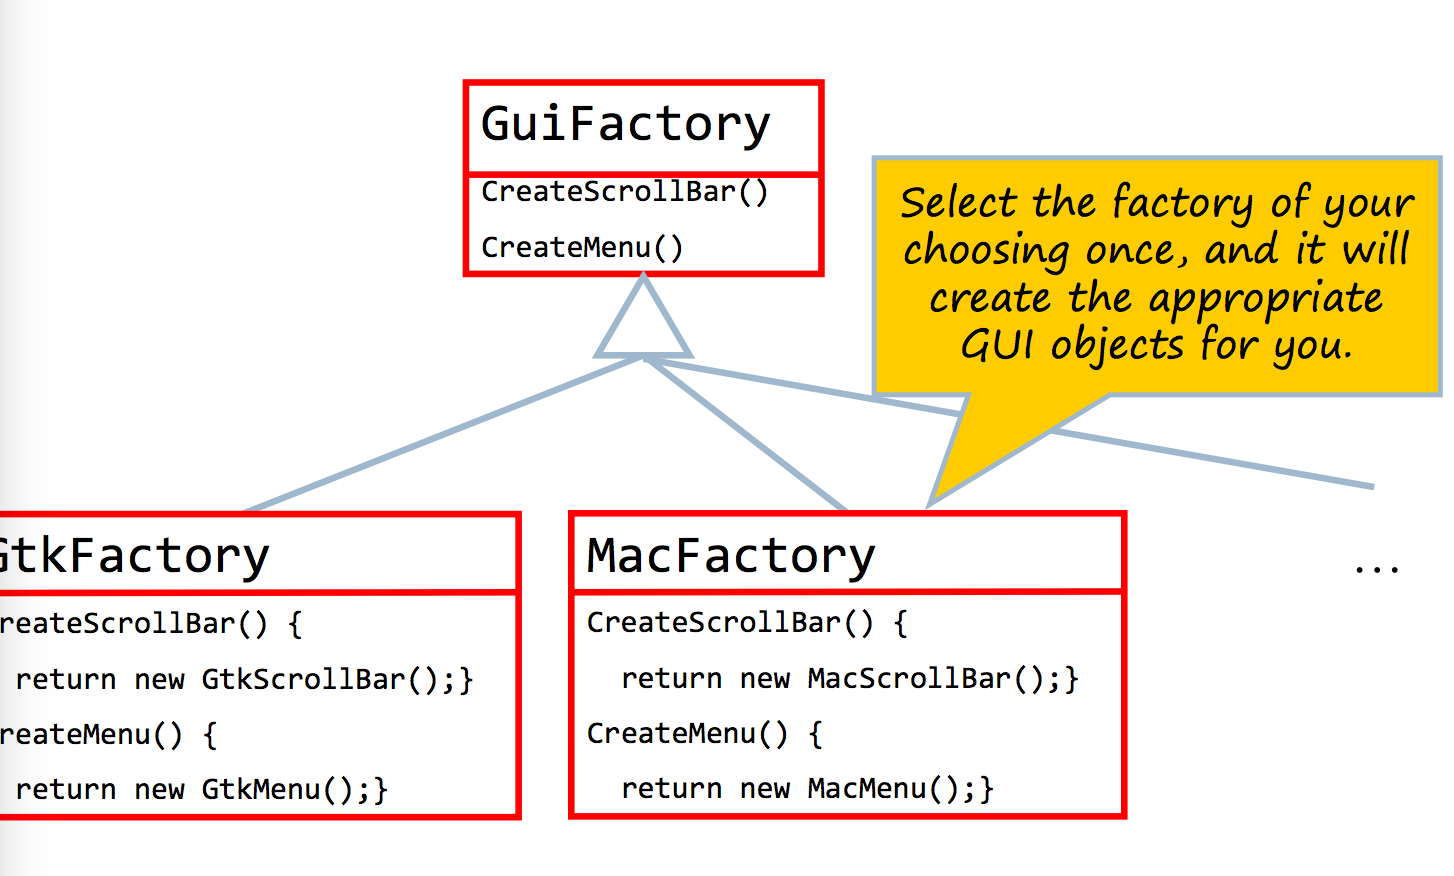 GuiFactory
CreateScrollBar()
CreateMenu()
Select the factory of your
choosing once, and it will
create the appropriate
GUI objects for you.
GtkFactory
reateScrollBar() {
return new GtkScrollBar();}
reateMenu() {
return new GtkMenu();}
MacFactory
CreateScrollBar() {
return new MacScrollBar();}
CreateMenu() {
return new MacMenu();}
...